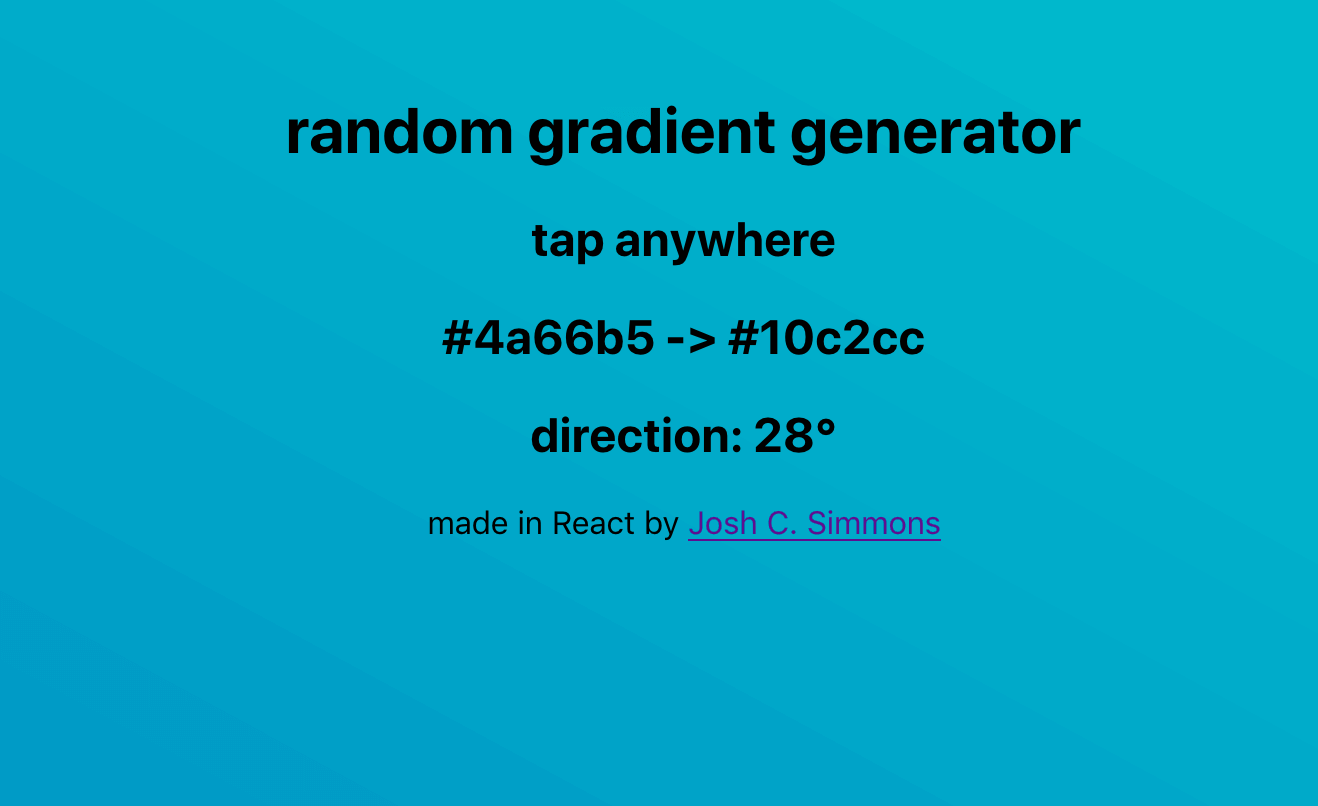 random gradient generator
tap anywhere
#4a66b5 -> #10c2cc
direction: 28°
made in React by Josh C. Simmons